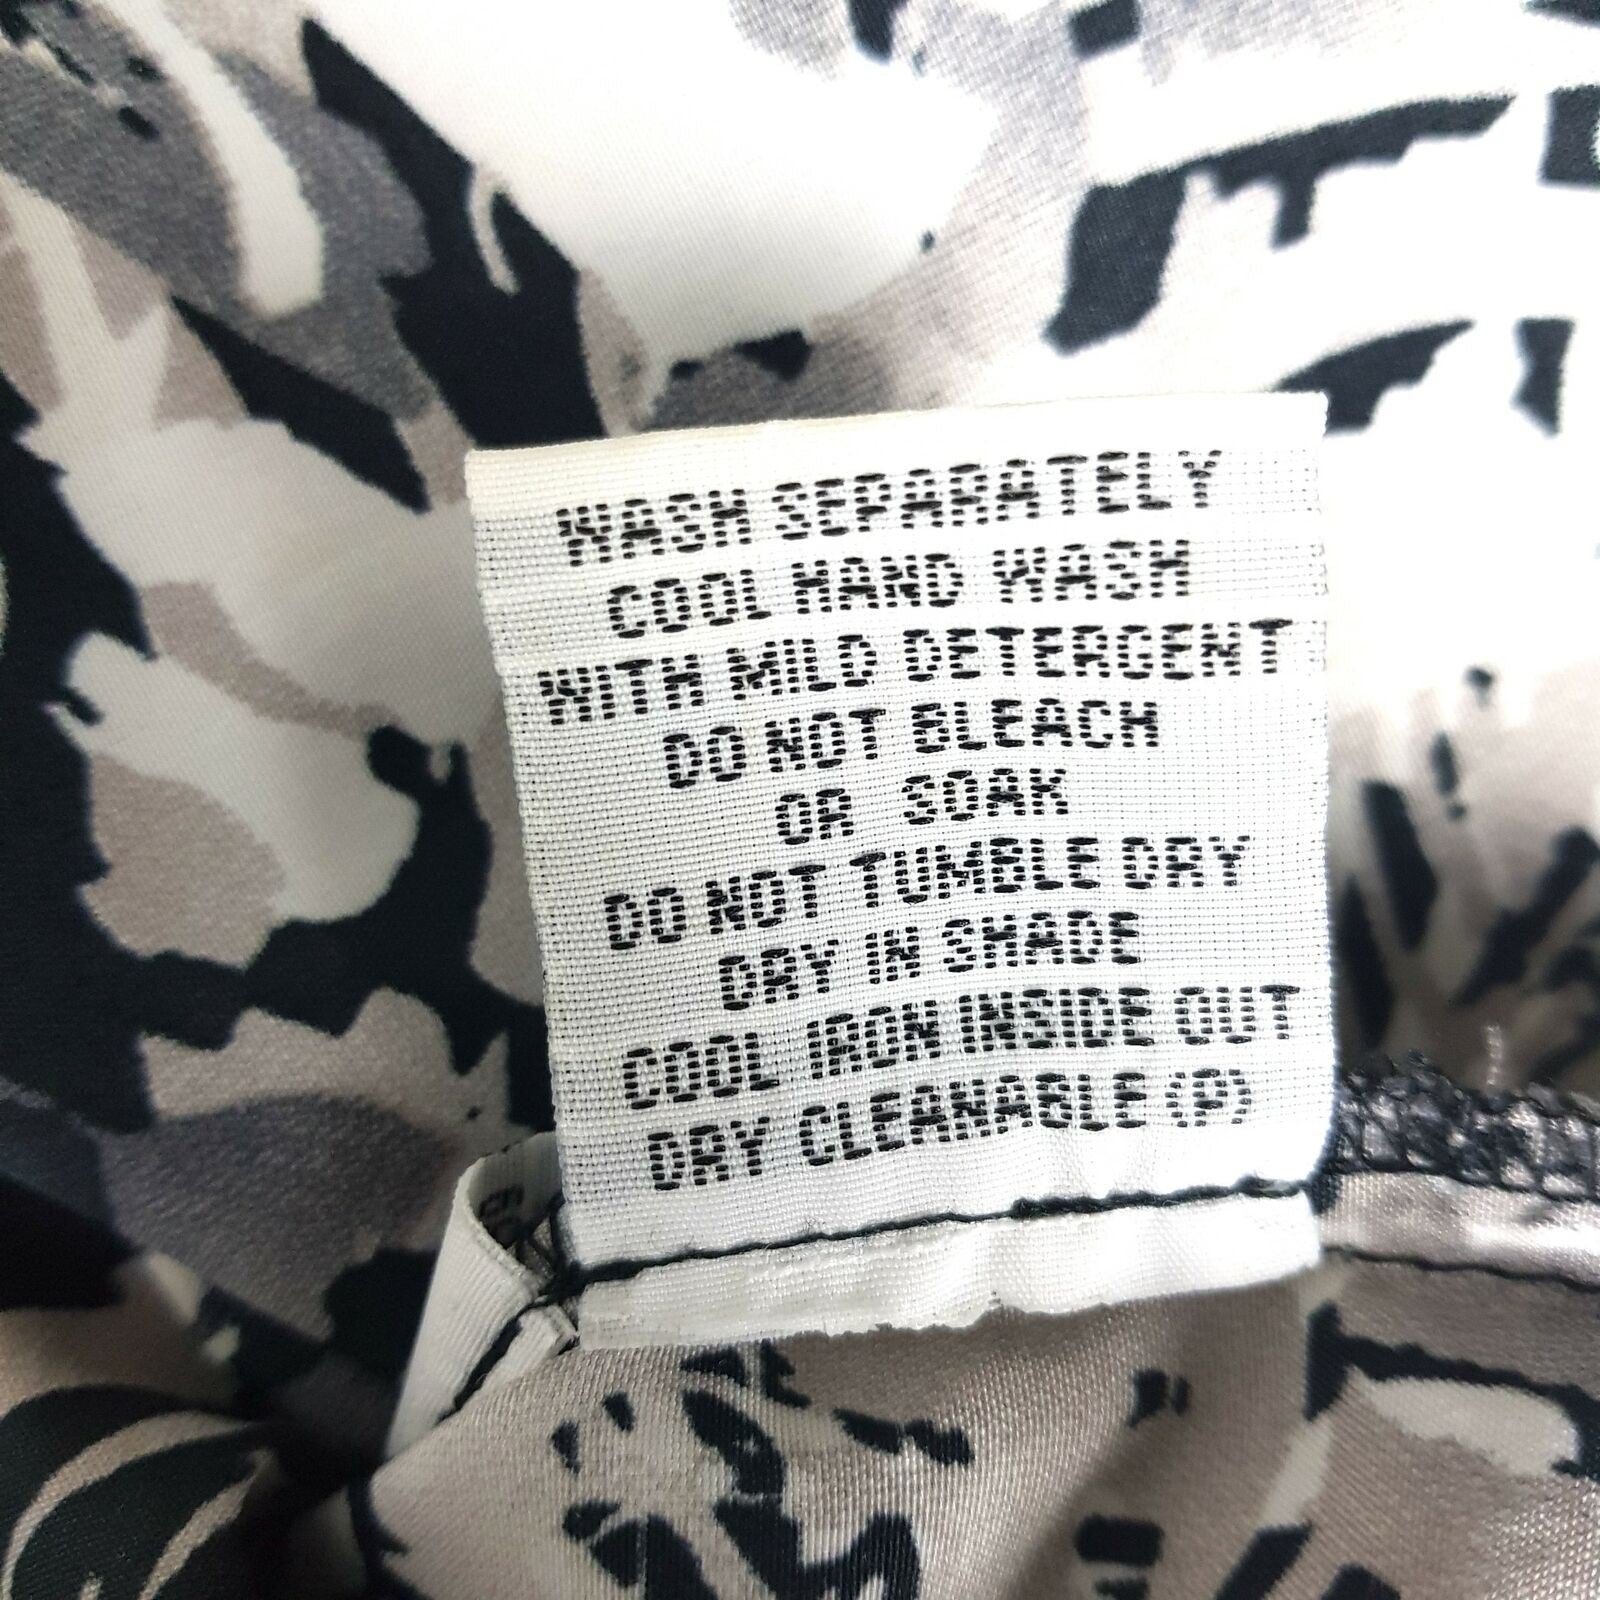 WASH SEPARATELY
COOL HAND WASH
WITH MILD DETERGENT
DO NOT BLEACH
OR SOAK
DO NOT TUMBLE DRY
DRY IN SHADE
COOL IRON INSIDE OUT
DRY CLEANABLE (P)